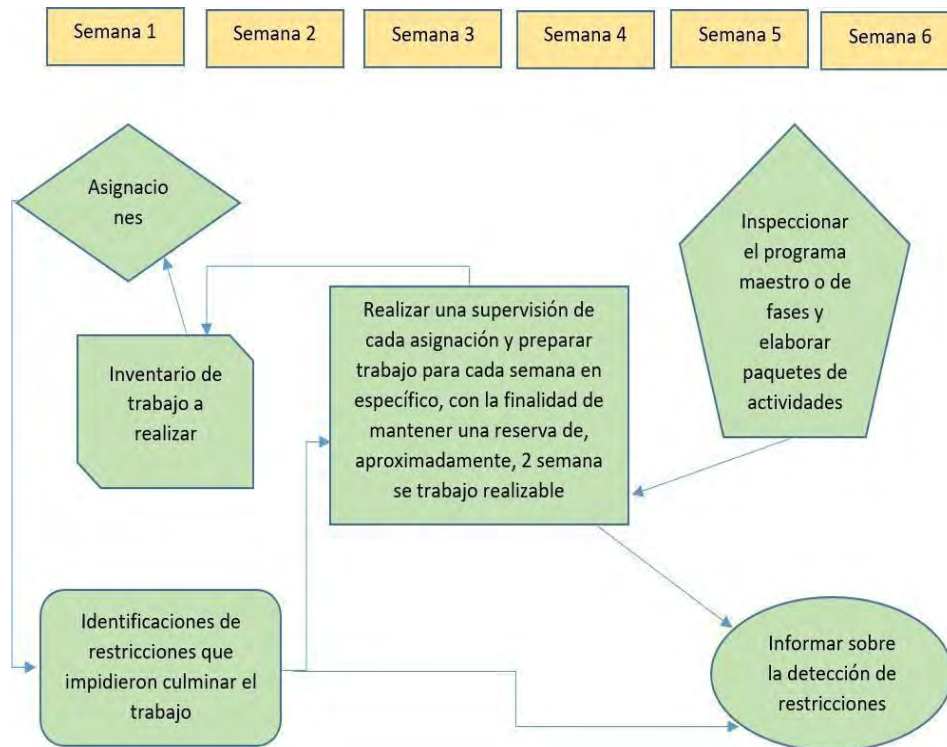 Semana 1
Semana 2
Semana 3
Semana 4
Semana 5
Semana 6
Asignacio
nes
Inspeccionar
el programa
maestro o de
fases y
elaborar
paquetes de
actividades
Realizar una supervisión de
cada asignación y preparar
trabajo para cada semana en
específico, con la finalidad de
mantener una reserva de,
aproximadamente, 2 semana
se trabajo realizable
Inventario de
trabajo a
realizar
Identificaciones de
restricciones que
impidieron culminar el
trabajo
Informar sobre
la detección de
restricciones